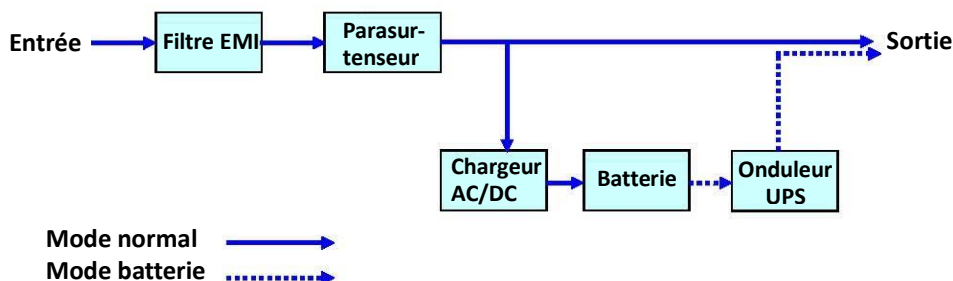 Entrée
Filtre EMI
Parasur-
tenseur
Sortie
Chargeur
AC/DC
Batterie
Onduleur
UPS
Mode normal
Mode batterie